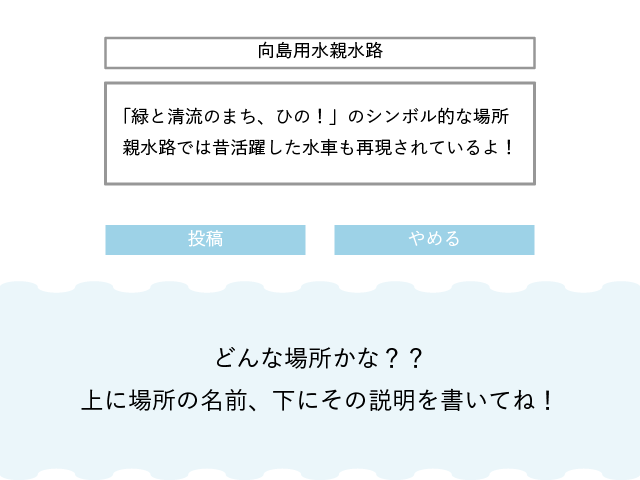 向島用水親水路
「緑と清流のまち、ひの！」のシンボル的な場所
親水路では昔活躍した水車も再現されているよ！
投稿
やめる
どんな場所かな？？
上に場所の名前、下にその説明を書いてね！